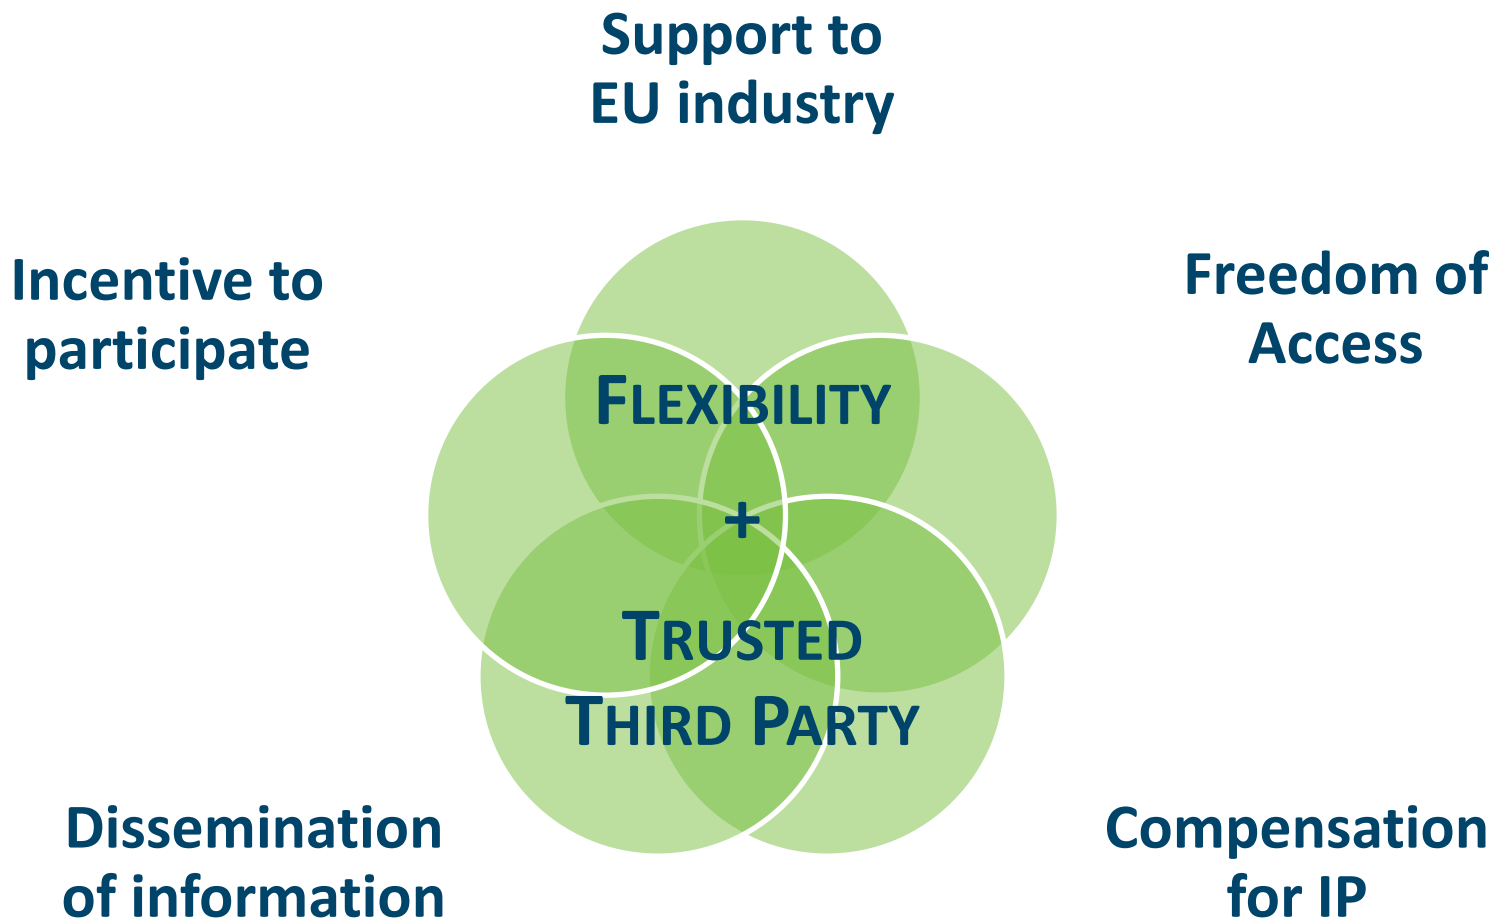 Support to
EU industry
Incentive to
participate
Freedom of
Access
FLEXIBILITY
+
TRUSTED
THIRD PARTY
Dissemination
of information
Compensation
for IP